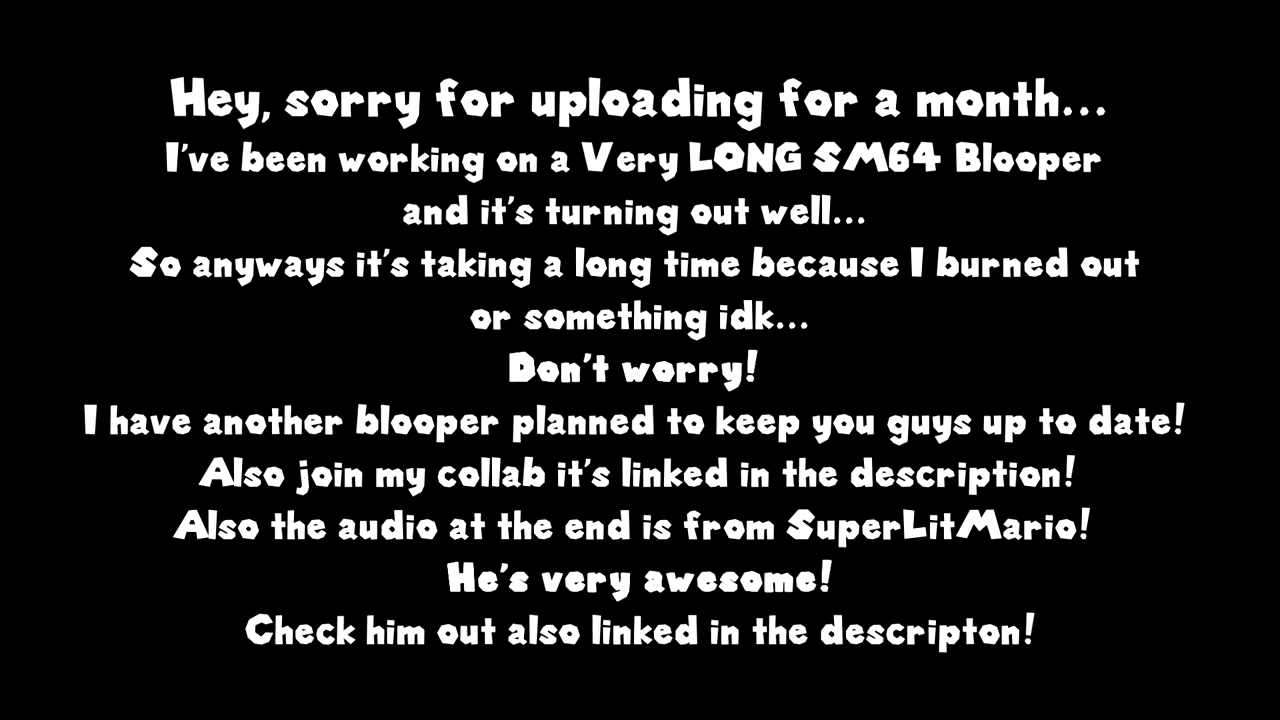 Hey, sorry for uploading for a month...
I've been working on a Very LONG SM64 Blooper
and it's turning out well...
So anyways it's taking a long time because I burned out
or something idk...
Don't worry!
I have another blooper planned to keep you guys up to date!
Also join my collab it's linked in the description!
Also the audio at the end is from SuperLitMario!
He's very awesome!
Check him out also linked in the descripton!